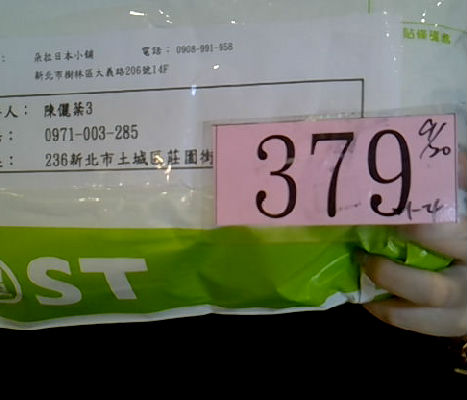 朵拉日本小舖 電話： 0908-991-958
貼條碼處
新北市樹林區大義路206號14F
人： 陳儷棻3
： 0971-003-285
： 236新北市土城區莊園街
379
9/30
ST